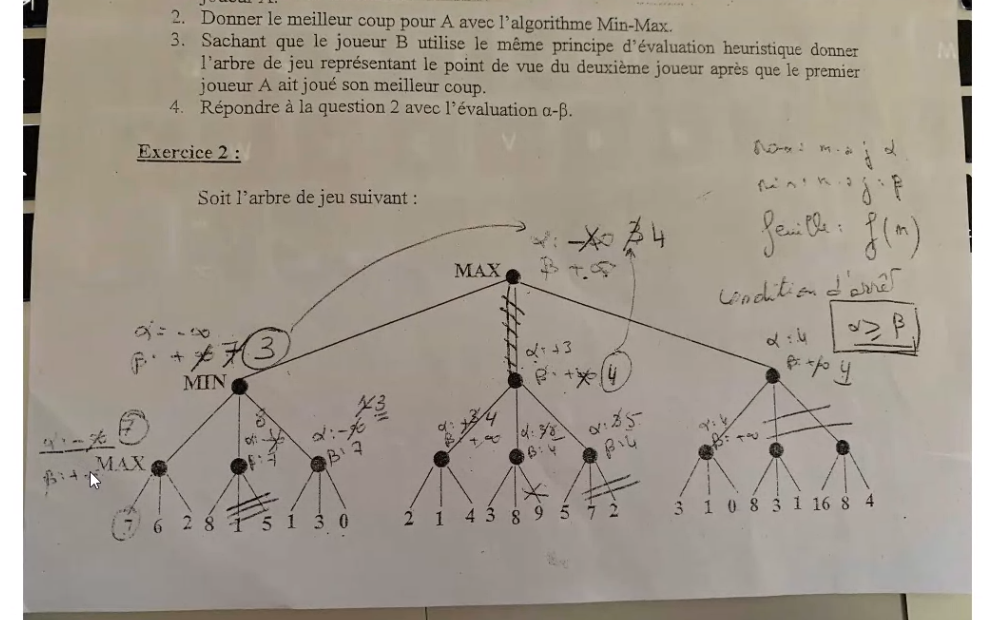 joueur A.
2. Donner le meilleur coup pour A avec l'algorithme Min-Max.
3. Sachant que le joueur B utilise le même principe d'évaluation heuristique donner
l'arbre de jeu représentant le point de vue du deuxième joueur après que le premier
joueur A ait joué son meilleur coup.
4. Répondre à la question 2 avec l'évaluation α-β.
Exercice 2 :
Soit l'arbre de jeu suivant :
feuille : f(n)
condition d'arrêt
α ≥ β
α : -∞ 3 4
β +∞
MAX
α = -∞
β : +∞ 7 3
MIN
α : +3
β : +∞ 4
α : 4
β : +∞ 4
α : -∞ 7
β : +∞
MAX
α : -∞ 8
β : 7
α : -∞ 1 3
β : 7
α : +3 4
β : +∞
α : 3/8
β : 4
α : 3 5
β : 4
α : 4
β : +∞
7 6 2 8 1 5 1 3 0 2 1 4 3 8 9 5 7 2 3 1 0 8 3 1 16 8 4